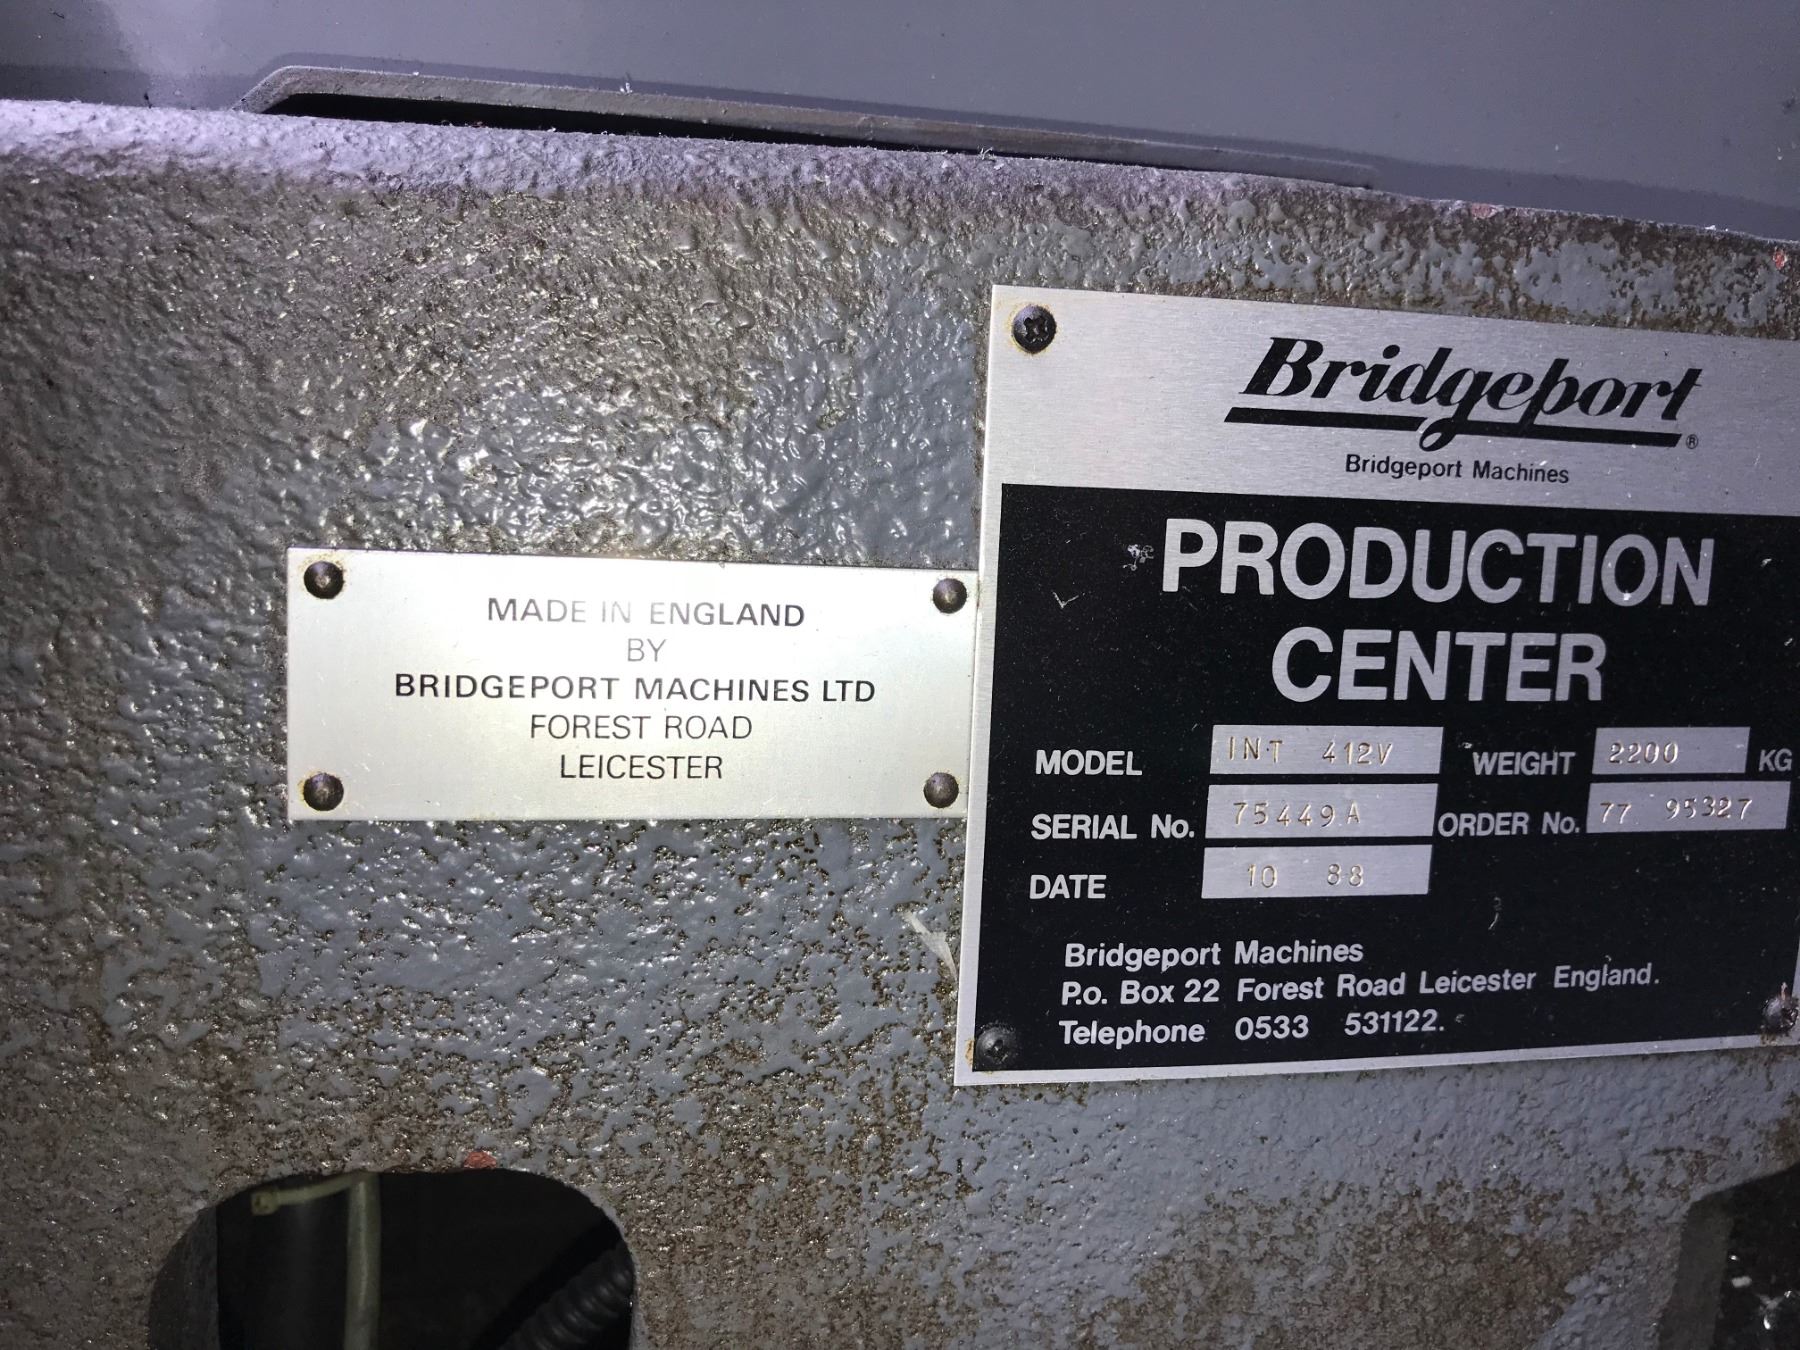 MADE IN ENGLAND
BY
BRIDGEPORT MACHINES LTD
FOREST ROAD
LEICESTER
Bridgeport®
Bridgeport Machines
PRODUCTION
CENTER
MODEL INT 412V WEIGHT 2200 KG
SERIAL No. 75449A ORDER No. 77 95327
DATE 10 88
Bridgeport Machines
P.o. Box 22 Forest Road Leicester England.
Telephone 0533 531122.